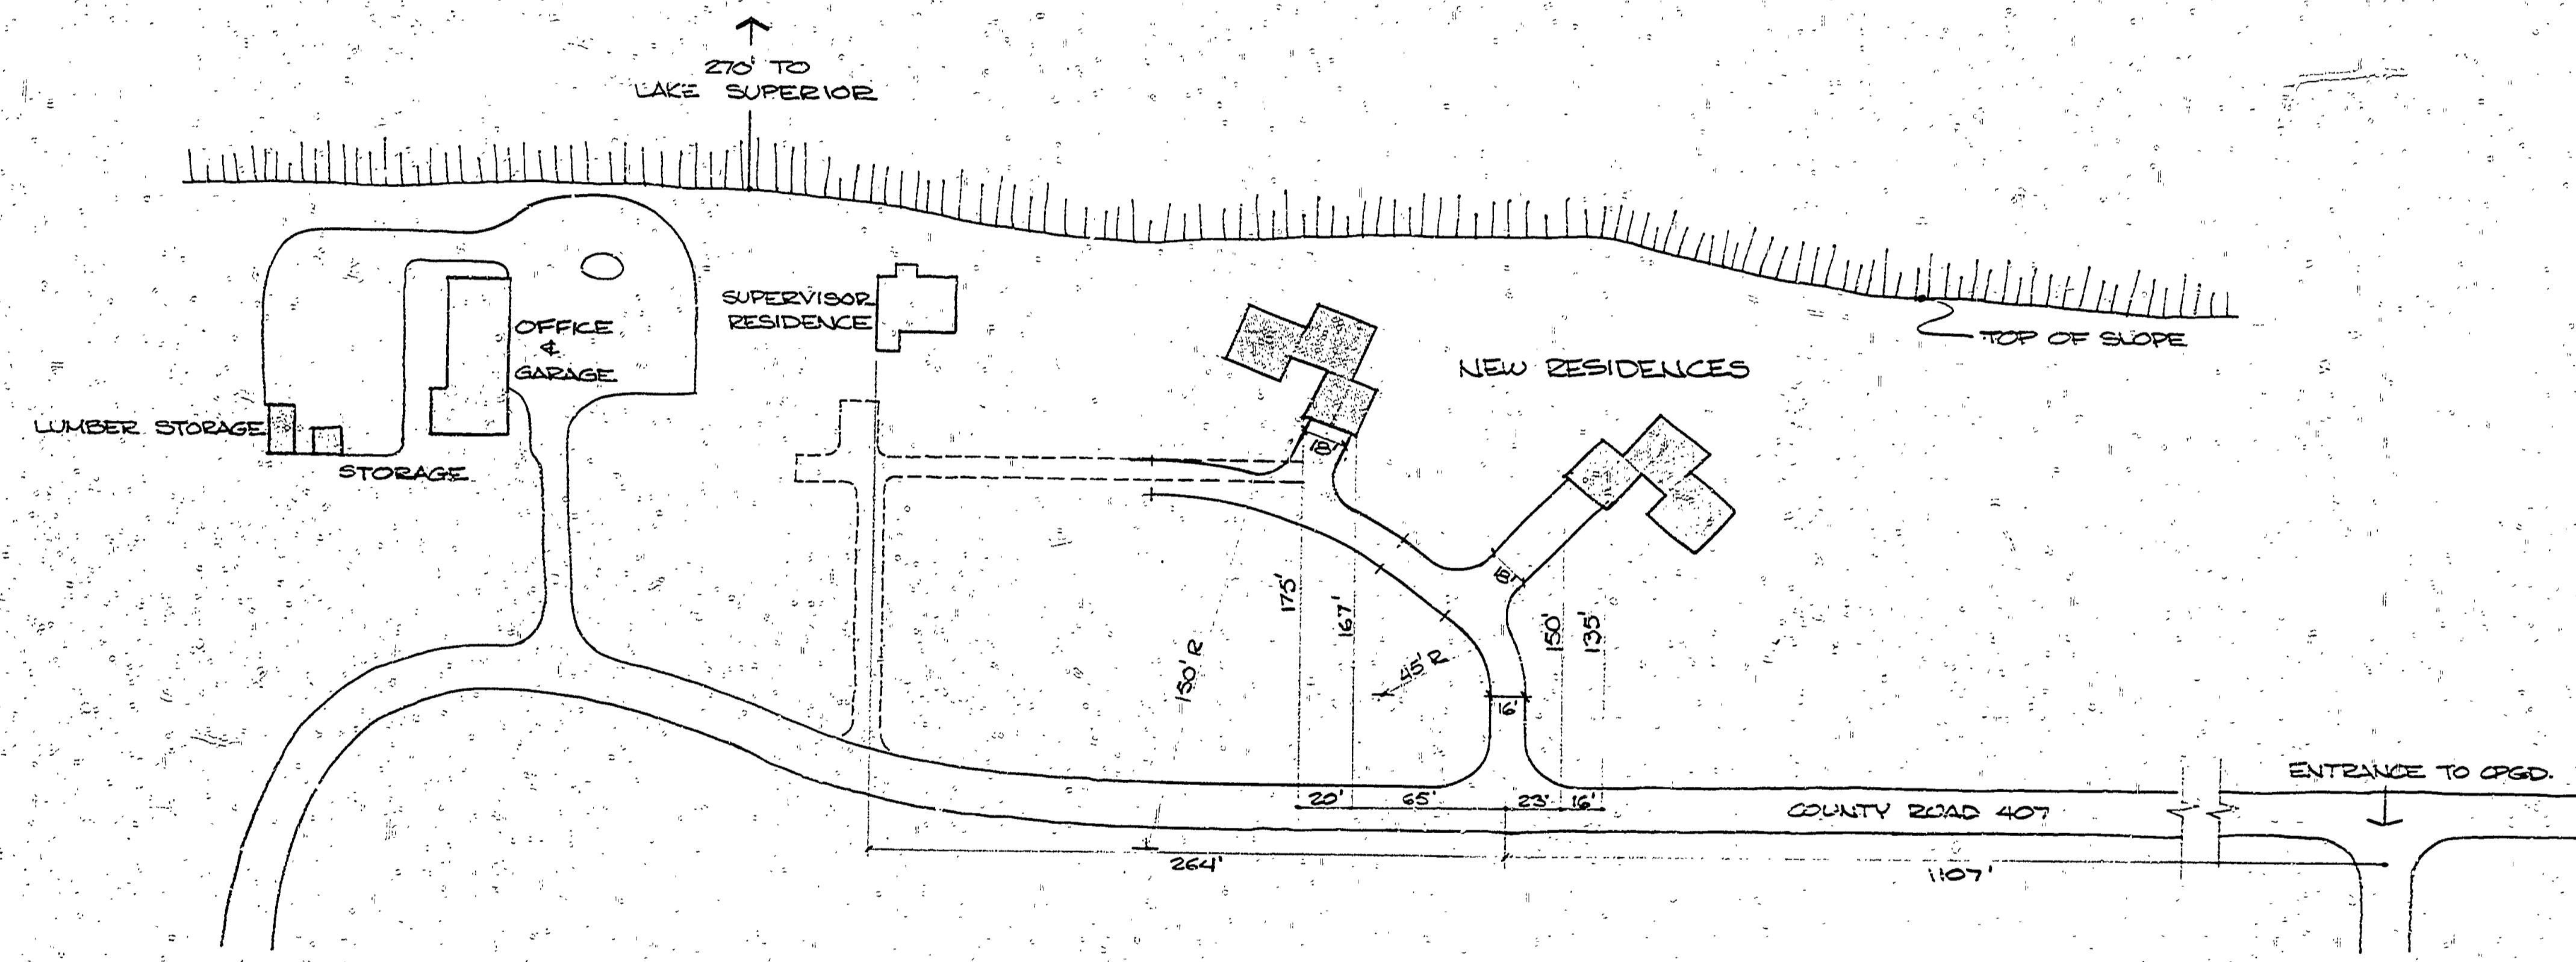 270' TO
LAKE SUPERIOR
SUPERVISOR
RESIDENCE
OFFICE
&
GARAGE
LUMBER STORAGE
STORAGE
NEW RESIDENCES
TOP OF SLOPE
18'
18'
175'
167'
150'
135'
150' R
45' R
16'
20'
65'
23'
16'
COUNTY ROAD 407
ENTRANCE TO CPGD.
264'
1107'